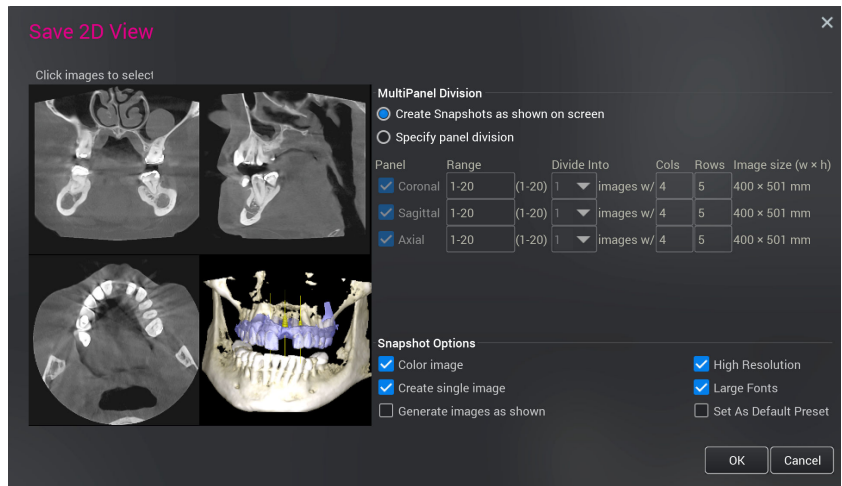 Save 2D View
Click images to select
MultiPanel Division
Create Snapshots as shown on screen
Specify panel division
Panel Range Divide Into Cols Rows Image size (w × h)
Coronal 1-20 (1-20) 1 images w/ 4 5 400 × 501 mm
Sagittal 1-20 (1-20) 1 images w/ 4 5 400 × 501 mm
Axial 1-20 (1-20) 1 images w/ 4 5 400 × 501 mm
Snapshot Options
Color image High Resolution
Create single image Large Fonts
Generate images as shown Set As Default Preset
OK Cancel